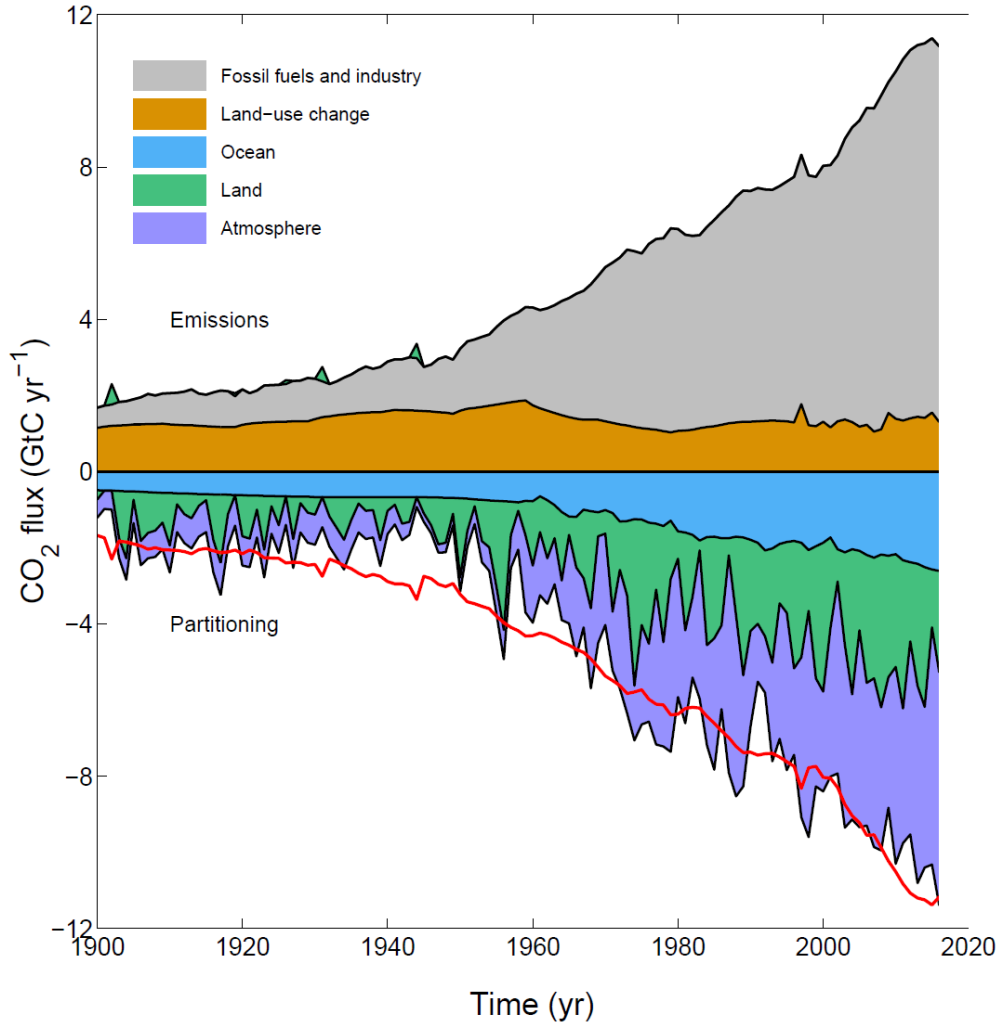 12
Fossil fuels and industry
Land-use change
8
Ocean
Land
Atmosphere
4
Emissions
0
CO₂ flux (GtC yr⁻¹)
−4
Partitioning
−8
−12
1900 1920 1940 1960 1980 2000 2020
Time (yr)